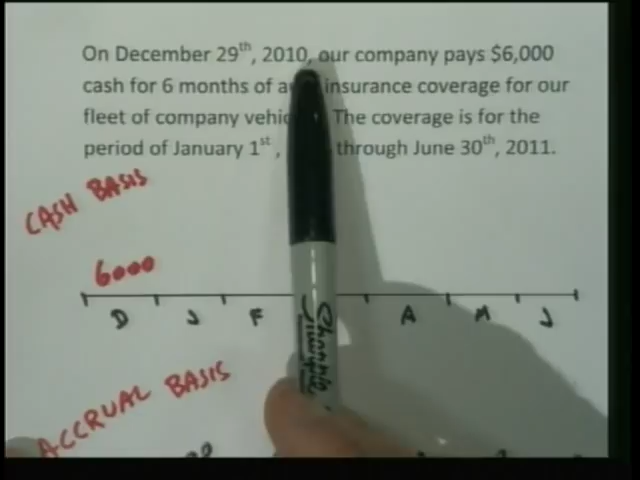 On December 29th, 2010, our company pays $6,000
cash for 6 months of insurance coverage for our
fleet of company The coverage is for the
period of January 1st, through June 30th, 2011.
CASH BASIS
6000
D J F A M J
ACCRUAL BASIS